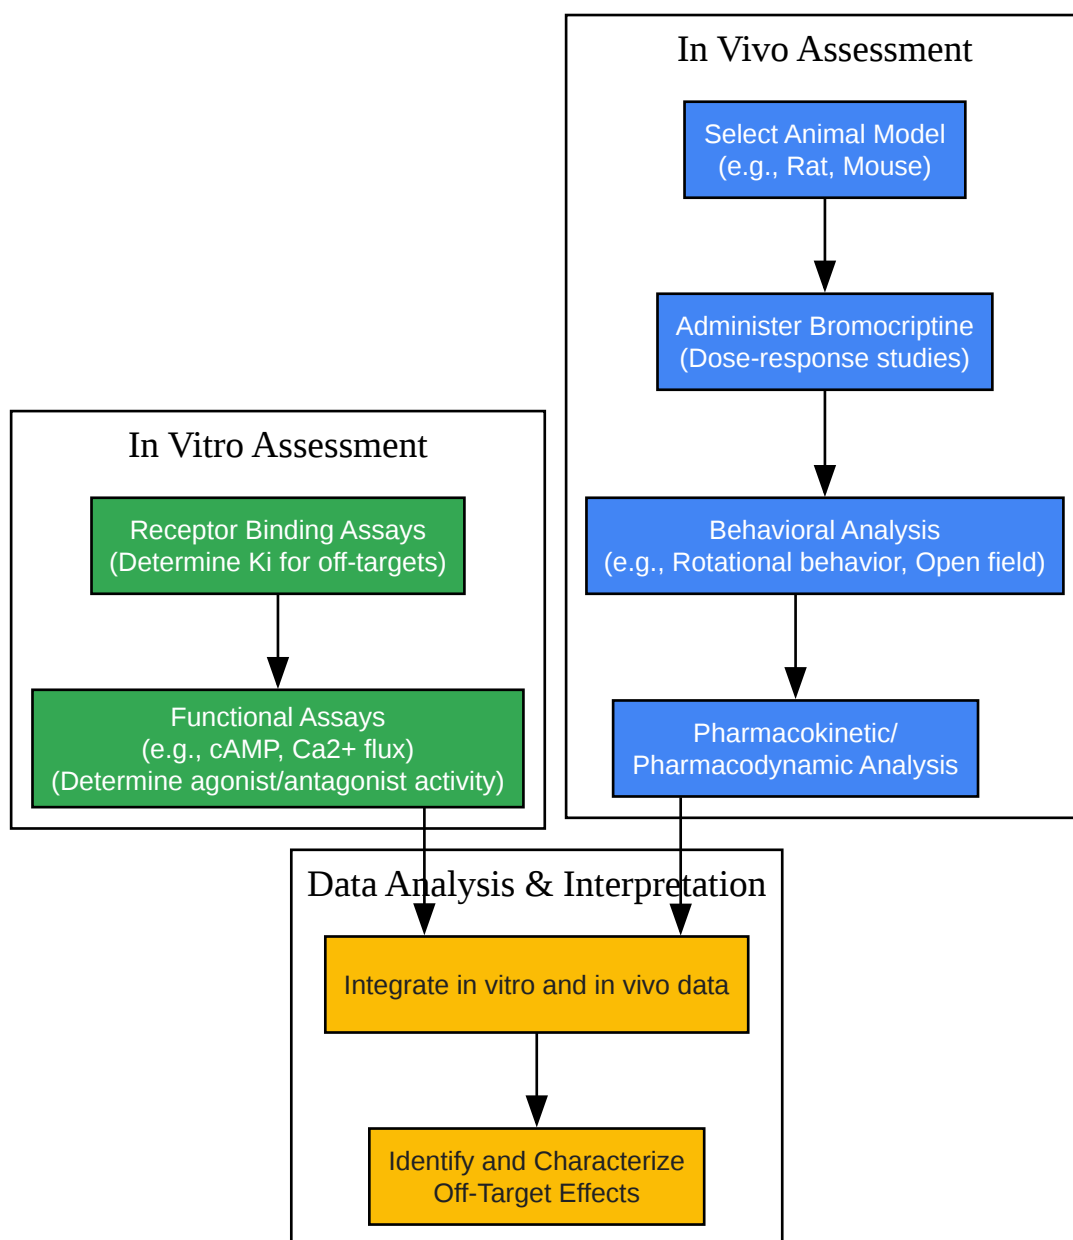 In Vivo Assessment
Select Animal Model
(e.g., Rat, Mouse)
Administer Bromocriptine
(Dose-response studies)
Behavioral Analysis
(e.g., Rotational behavior, Open field)
Pharmacokinetic/
Pharmacodynamic Analysis
In Vitro Assessment
Receptor Binding Assays
(Determine Ki for off-targets)
Functional Assays
(e.g., cAMP, Ca2+ flux)
(Determine agonist/antagonist activity)
Data Analysis & Interpretation
Integrate in vitro and in vivo data
Identify and Characterize
Off-Target Effects